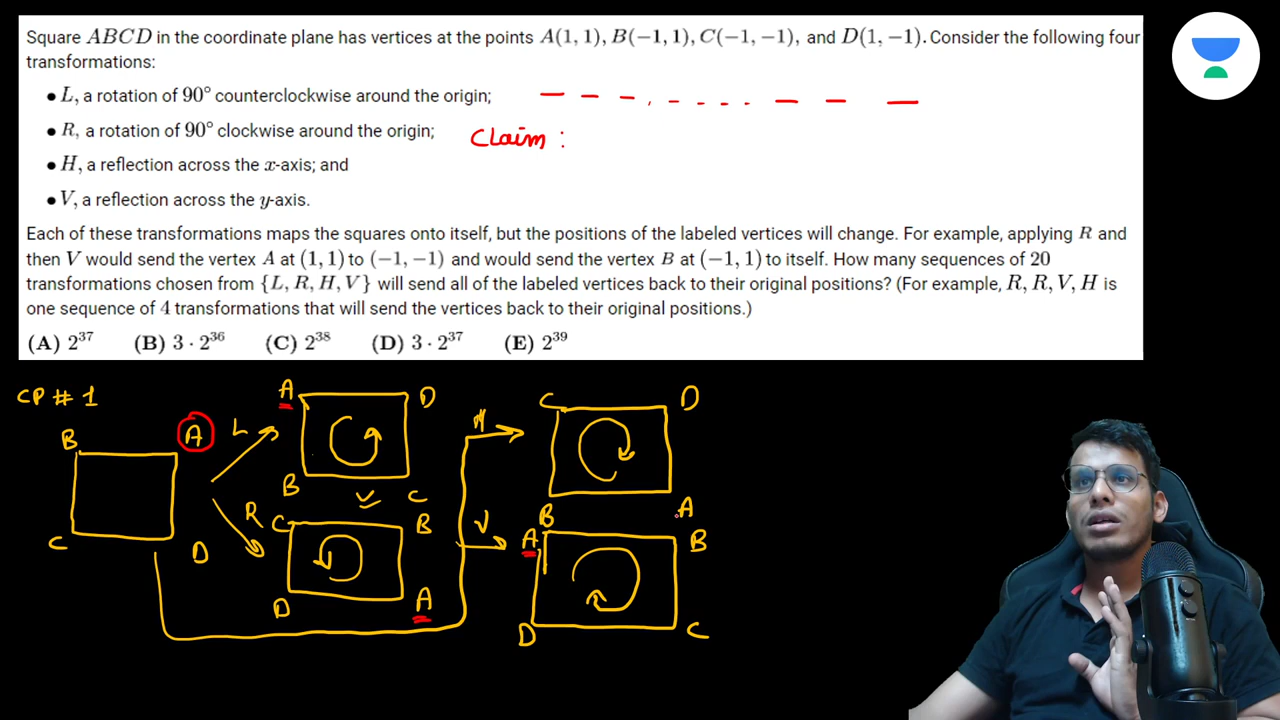 Square ABCD in the coordinate plane has vertices at the points A(1, 1), B(−1, 1), C(−1, −1), and D(1, −1). Consider the following four
transformations:
• L, a rotation of 90° counterclockwise around the origin;
• R, a rotation of 90° clockwise around the origin;
Claim :
• H, a reflection across the x-axis; and
• V, a reflection across the y-axis.
Each of these transformations maps the squares onto itself, but the positions of the labeled vertices will change. For example, applying R and
then V would send the vertex A at (1, 1) to (−1, −1) and would send the vertex B at (−1, 1) to itself. How many sequences of 20
transformations chosen from {L, R, H, V} will send all of the labeled vertices back to their original positions? (For example, R, R, V, H is
one sequence of 4 transformations that will send the vertices back to their original positions.)
(A) 2^37 (B) 3 · 2^36 (C) 2^38 (D) 3 · 2^37 (E) 2^39
CP # 1
A D
H
C D
B A
L
B C
C D
R
C B
V
B A
A B
D A
D C